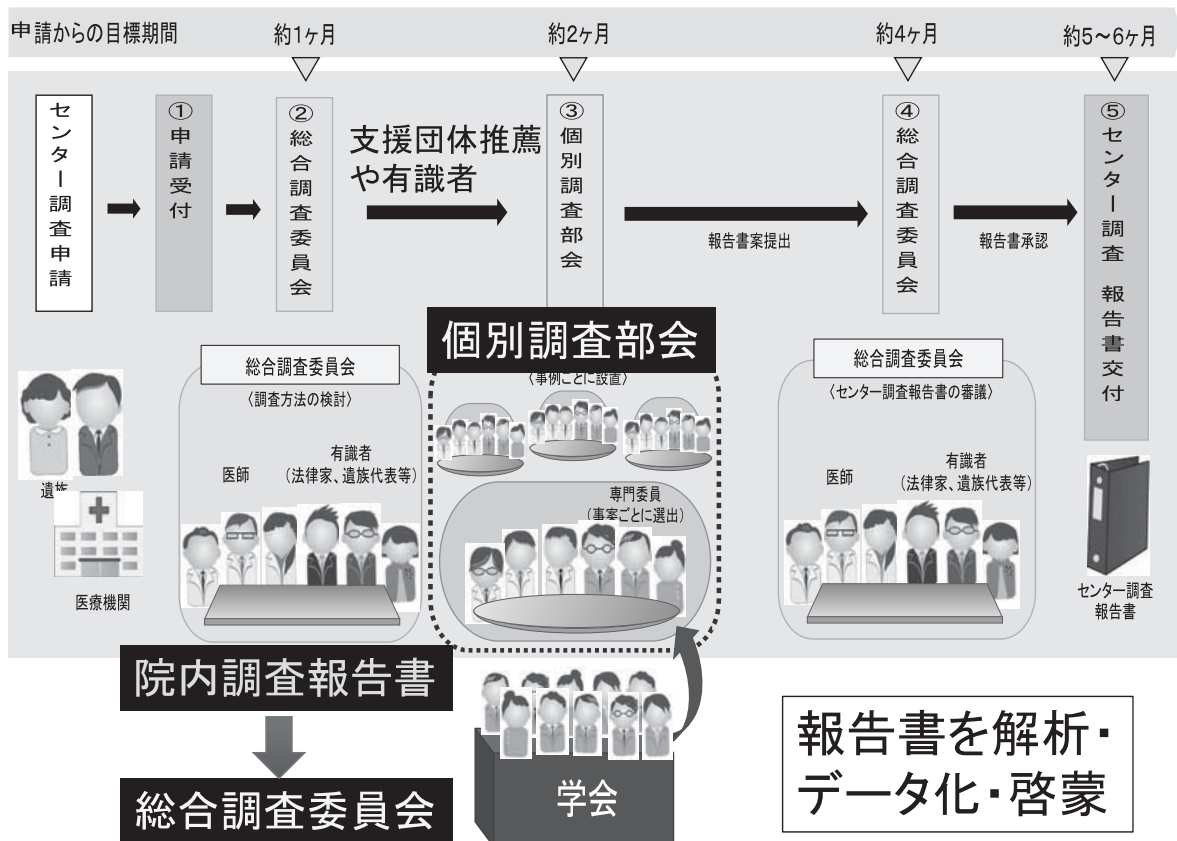 申請からの目標期間
約1ヶ月
約2ヶ月
約4ヶ月
約5～6ヶ月
センター調査申請
①申請受付
②総合調査委員会
支援団体推薦
や有識者
③個別調査部会
報告書案提出
④総合調査委員会
報告書承認
⑤センター調査 報告書交付
遺族
医療機関
総合調査委員会
〈調査方法の検討〉
医師
有識者
（法律家、遺族代表等）
個別調査部会
〈事例ごとに設置〉
専門委員
（事案ごとに選出）
総合調査委員会
〈センター調査報告書の審議〉
医師
有識者
（法律家、遺族代表等）
センター調査
報告書
院内調査報告書
総合調査委員会
学会
報告書を解析・
データ化・啓蒙